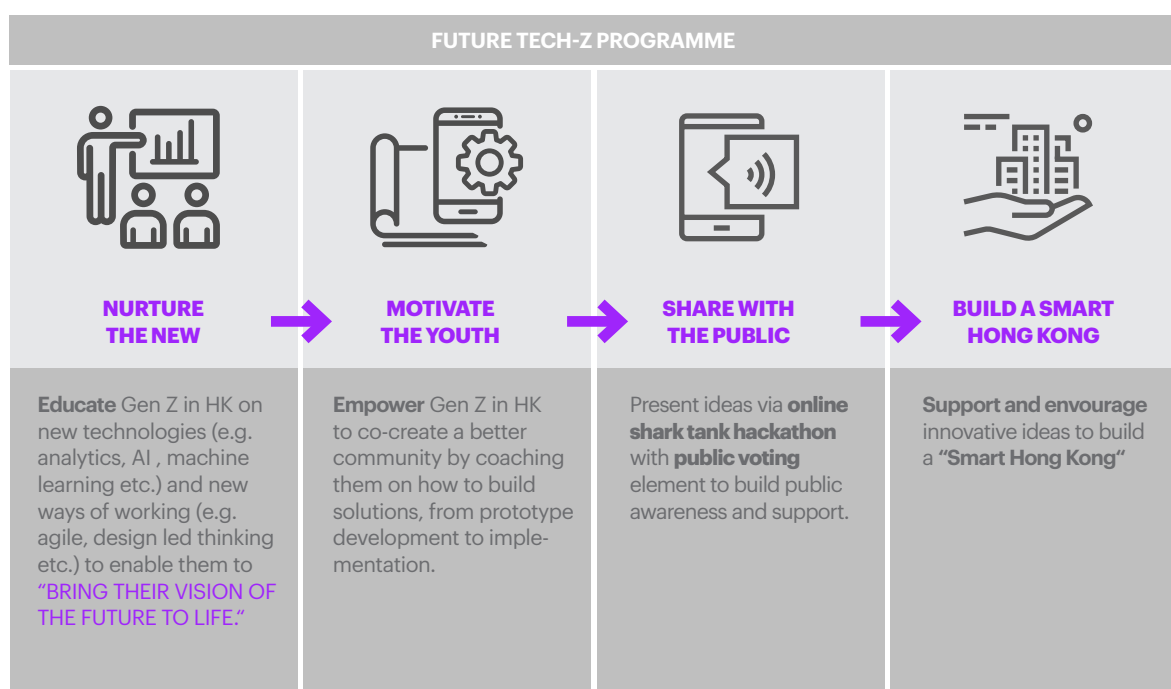 FUTURE TECH-Z PROGRAMME
NURTURE
THE NEW
MOTIVATE
THE YOUTH
SHARE WITH
THE PUBLIC
BUILD A SMART
HONG KONG
Educate Gen Z in HK on
new technologies (e.g.
analytics, AI , machine
learning etc.) and new
ways of working (e.g.
agile, design led thinking
etc.) to enable them to
“BRING THEIR VISION OF
THE FUTURE TO LIFE.“
Empower Gen Z in HK
to co-create a better
community by coaching
them on how to build
solutions, from prototype
development to imple-
mentation.
Present ideas via online
shark tank hackathon
with public voting
element to build public
awareness and support.
Support and envourage
innovative ideas to build
a “Smart Hong Kong“